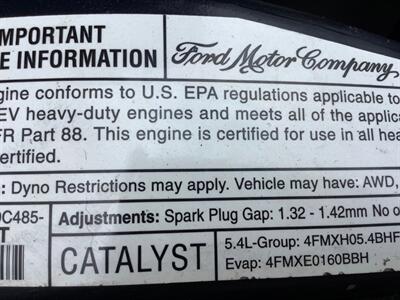 IMPORTANT
E INFORMATION
Ford Motor Company
gine conforms to U.S. EPA regulations applicable to
EV heavy-duty engines and meets all of the applica
FR Part 88. This engine is certified for use in all hea
ertified.
: Dyno Restrictions may apply. Vehicle may have: AWD,
9C485-
T
Adjustments: Spark Plug Gap: 1.32 - 1.42mm No o
CATALYST
5.4L-Group: 4FMXH05.4BHF
Evap: 4FMXE0160BBH